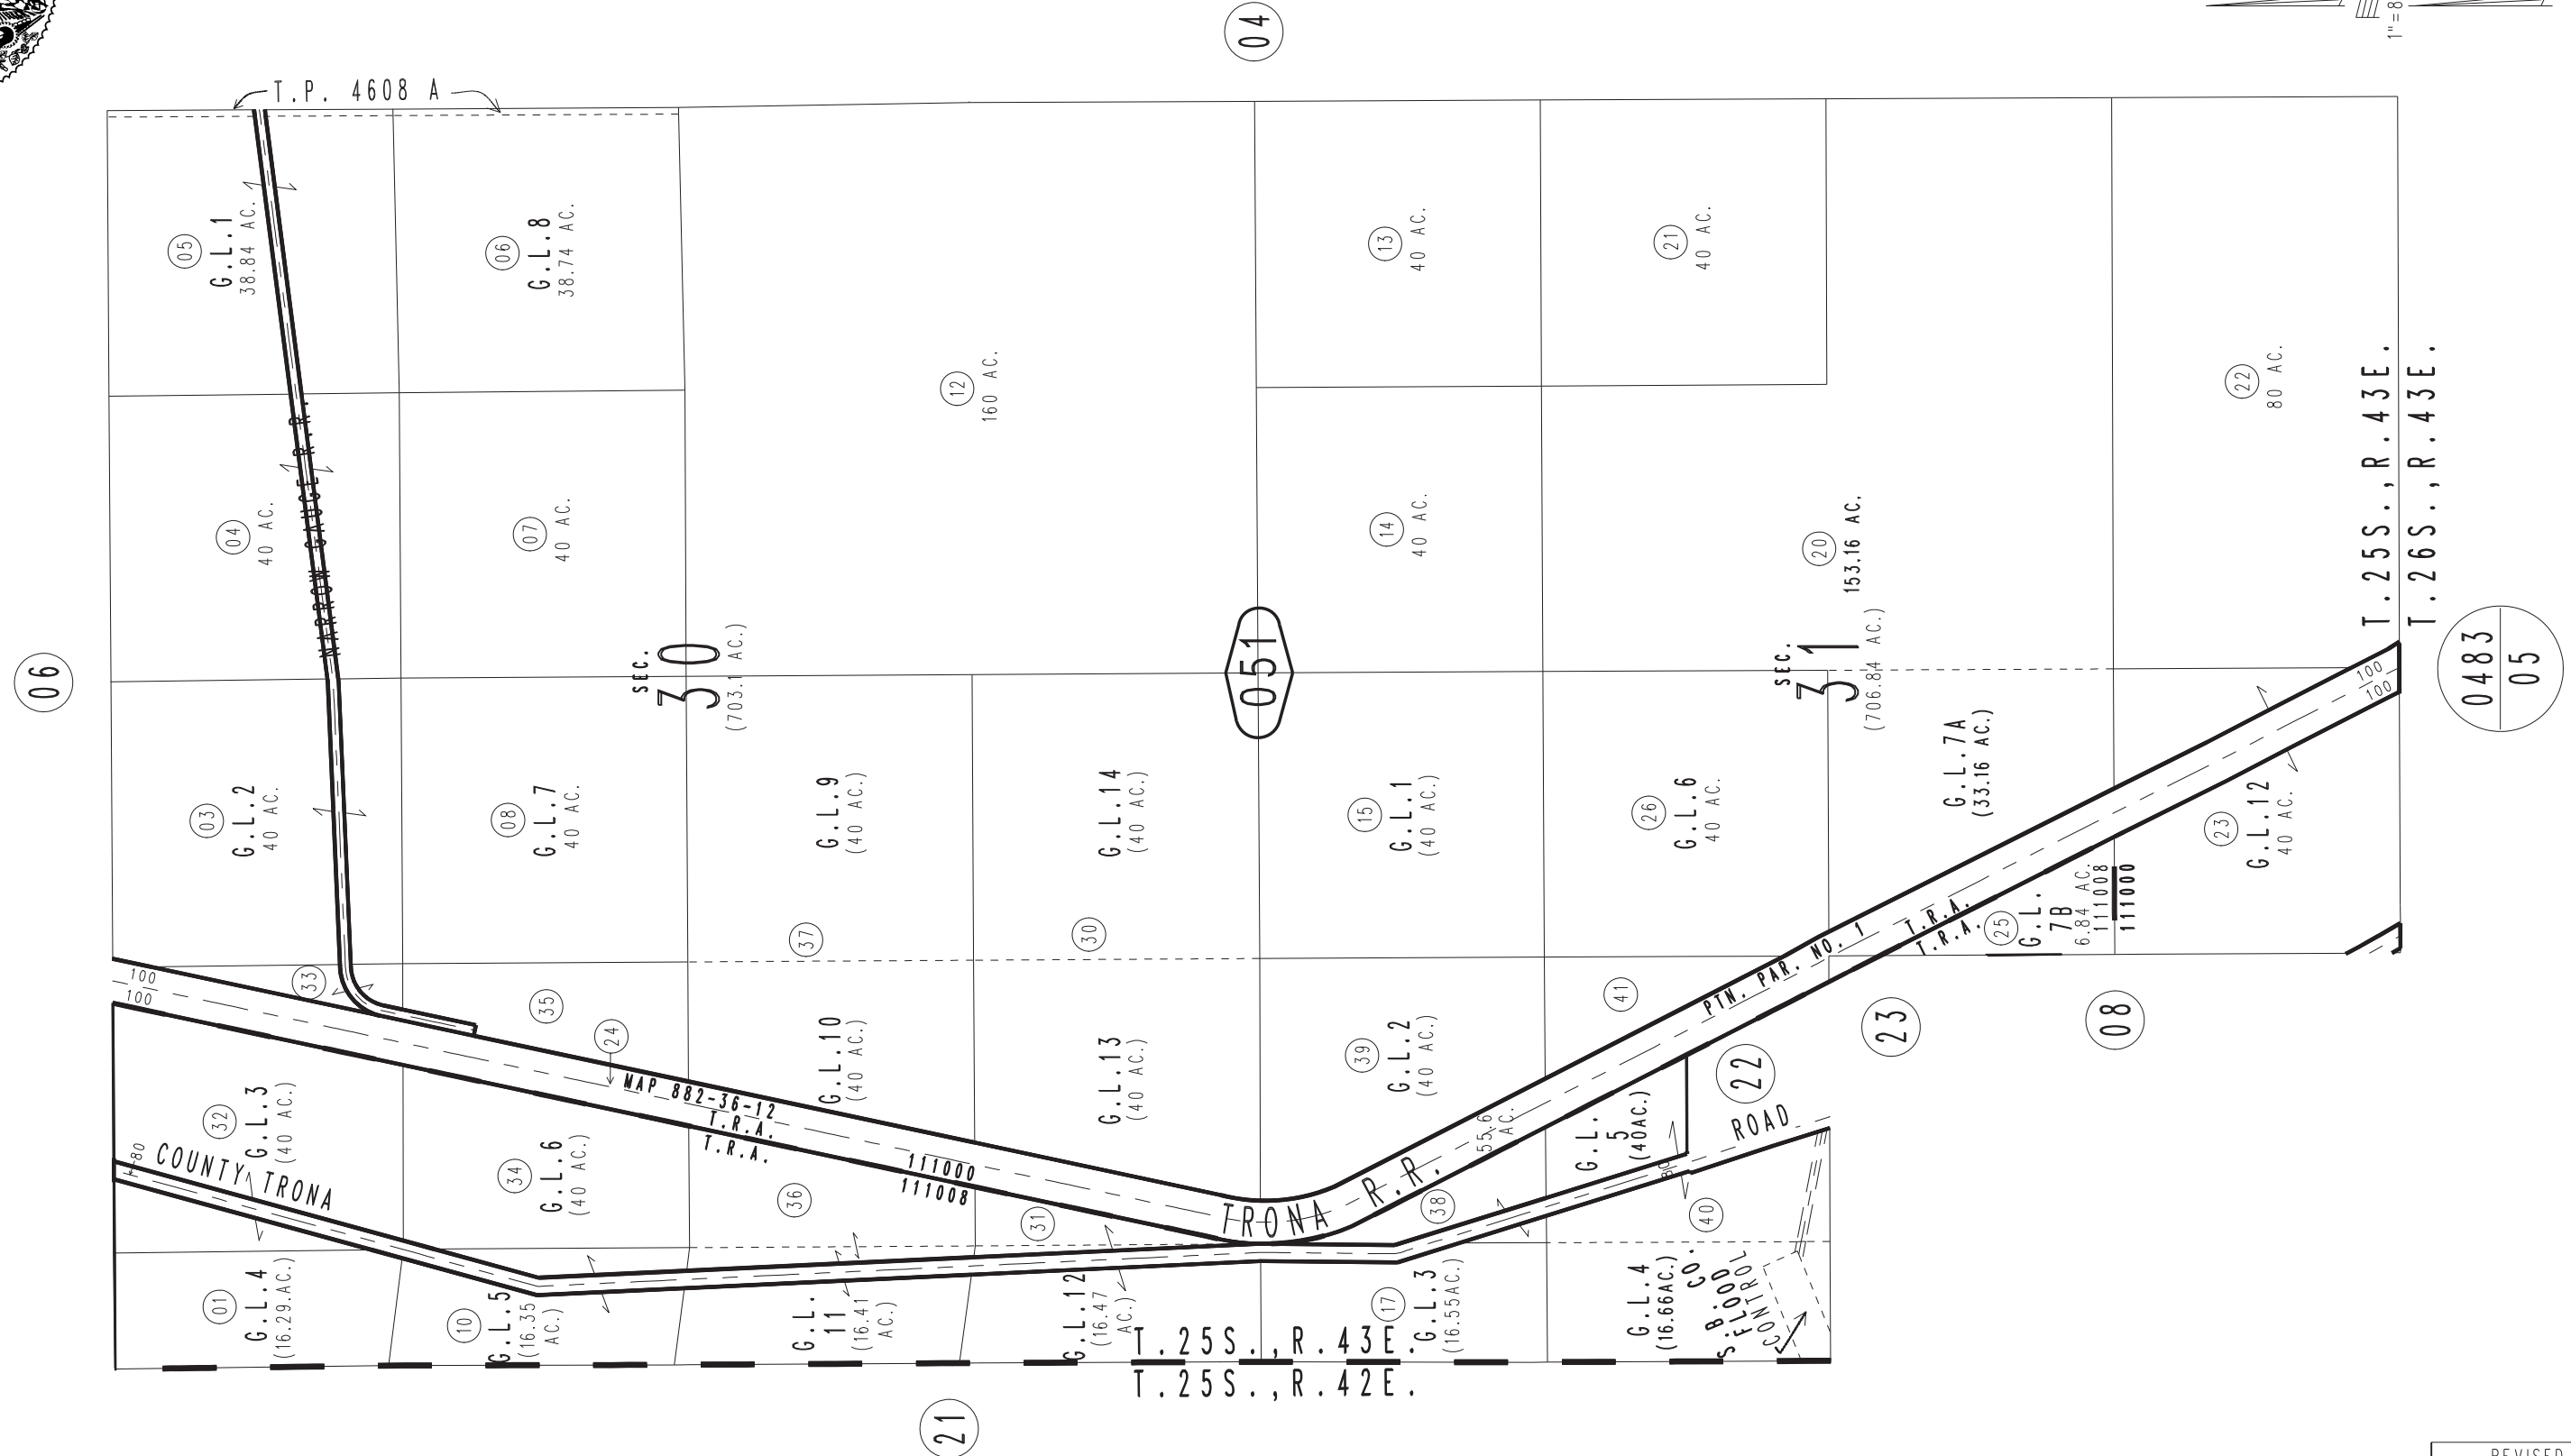 04
1"=8
T.P. 4608 A
05
G.L.1
38.84 AC.
06
G.L.8
38.74 AC.
13
40 AC.
21
40 AC.
12
160 AC.
22
80 AC.
T.25S.,R.43E.
T.26S.,R.43E.
04
40 AC.
NARROW GAUGE R.R.
07
40 AC.
14
40 AC.
20
153.16 AC.
06
SEC.
30
051
SEC.
31
(706.84 AC.)
0483
05
03
G.L.2
40 AC.
08
G.L.7
40 AC.
G.L.9
(40 AC.)
G.L.14
(40 AC.)
15
G.L.1
(40 AC.)
26
G.L.6
40 AC.
G.L.7A
(33.16 AC.)
23
G.L.12
40 AC.
100
100
37
30
25
G.L.
7B
6.84 AC.
111008
111000
100
100
33
35
24
MAP 882-36-12
T.R.A.
T.R.A.
111000
111008
G.L.10
(40 AC.)
G.L.13
(40 AC.)
39
G.L.2
(40 AC.)
41
PTN. PAR. NO. 1
T.R.A.
T.R.A.
23
08
22
32
G.L.3
(40 AC.)
80
COUNTY TRONA
34
G.L.6
(40 AC.)
36
31
TRONA R.R.
38
55.6
AC.
G.L.
5
(40AC.)
80
ROAD
40
01
G.L.4
(16.29.AC.)
10
G.L.5
(16.35
AC.)
G.L.
11
(16.41
AC.)
G.L.12
(16.47
AC.)
17
G.L.3
(16.55AC.)
G.L.4
(16.66AC.)
S.B.CO.
FLOOD
CONTROL
T.25S.,R.43E.
T.25S.,R.42E.
21
REVISED